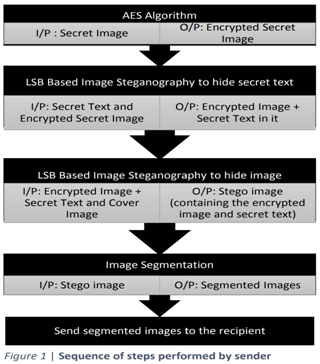 AES Algorithm
I/P : Secret Image
O/P: Encrypted Secret
Image
LSB Based Image Steganography to hide secret text
I/P: Secret Text and
Encrypted Secret Image
O/P: Encrypted Image +
Secret Text in it
LSB Based Image Steganography to hide image
I/P: Encrypted Image +
Secret Text and Cover
Image
O/P: Stego image
(containing the encrypted
image and secret text)
Image Segmentation
I/P: Stego image
O/P: Segmented Images
Send segmented images to the recipient
Figure 1 | Sequence of steps performed by sender